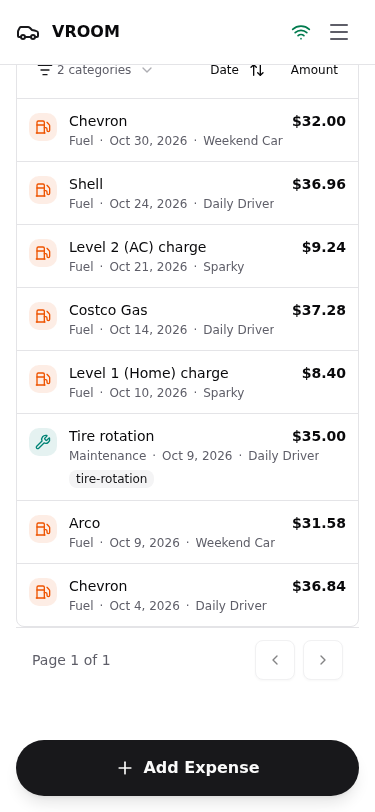 VROOM
2 categories Date Amount
Chevron $32.00
Fuel · Oct 30, 2026 · Weekend Car
Shell $36.96
Fuel · Oct 24, 2026 · Daily Driver
Level 2 (AC) charge $9.24
Fuel · Oct 21, 2026 · Sparky
Costco Gas $37.28
Fuel · Oct 14, 2026 · Daily Driver
Level 1 (Home) charge $8.40
Fuel · Oct 10, 2026 · Sparky
Tire rotation $35.00
Maintenance · Oct 9, 2026 · Daily Driver
tire-rotation
Arco $31.58
Fuel · Oct 9, 2026 · Weekend Car
Chevron $36.84
Fuel · Oct 4, 2026 · Daily Driver
Page 1 of 1
Add Expense